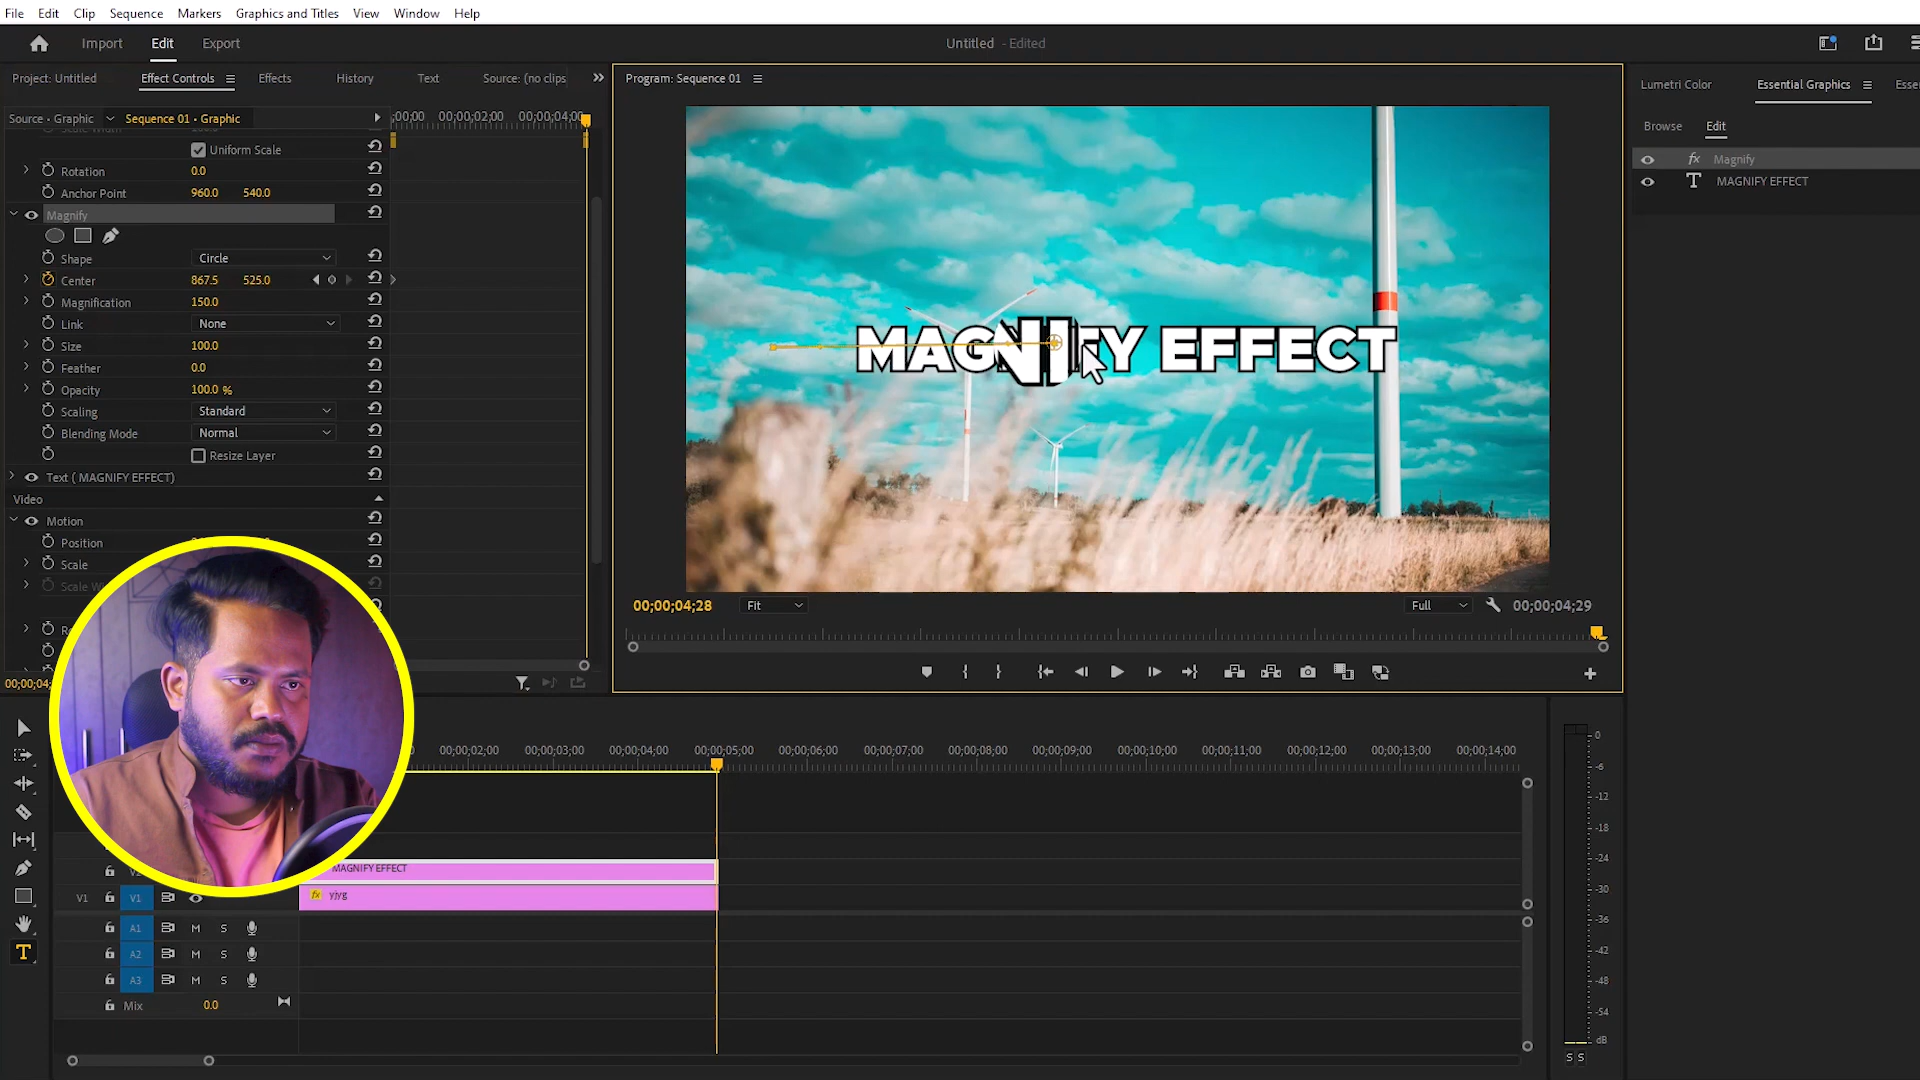 File Edit Clip Sequence Markers Graphics and Titles View Window Help
Import Edit Export Untitled - Edited
Project: Untitled Effect Controls Effects History Text Source: (no clips Program: Sequence 01 Lumetri Color Essential Graphics Esse
Source • Graphic Sequence 01 • Graphic ;00;00 00;00;02;00 00;00;04;00
Browse Edit
Uniform Scale
Rotation 0.0
Anchor Point 960.0 540.0
Magnify
Shape Circle
Center 867.5 525.0
Magnification 150.0
Link None
Size 100.0
Feather 0.0
Opacity 100.0 %
Scaling Standard
Blending Mode Normal
Resize Layer
Text ( MAGNIFY EFFECT)
Video
Motion
Position
Scale
00;00;04;
fx Magnify
T MAGNIFY EFFECT
MAGNIFY EFFECT
00;00;04;28 Fit Full 00;00;04;29
00;00;02;00 00;00;03;00 00;00;04;00 00;00;05;00 00;00;06;00 00;00;07;00 00;00;08;00 00;00;09;00 00;00;10;00 00;00;11;00 00;00;12;00 00;00;13;00 00;00;14;00
MAGNIFY EFFECT
V1 V1 fx yjyg
A1 M S
A2 M S
A3 M S
Mix 0.0
T
0
-6
-12
-18
-24
-30
-36
-42
-48
-54
dB
S S